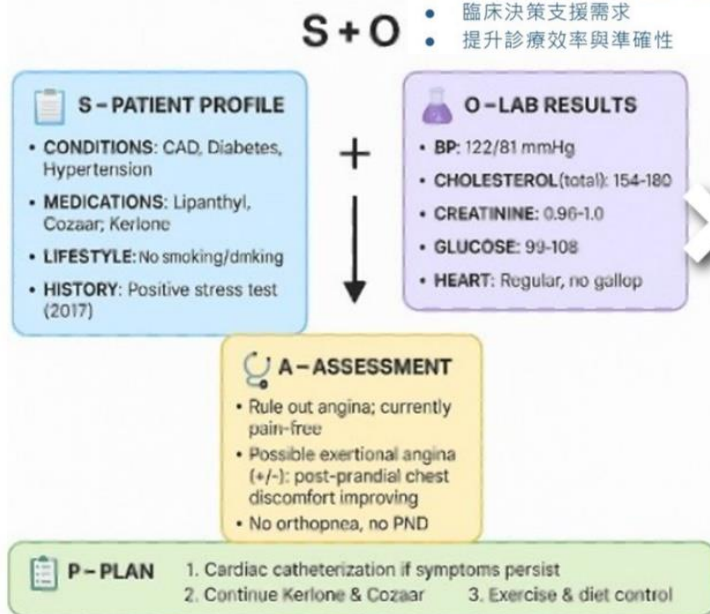 S + O
• 臨床決策支援需求
• 提升診療效率與準確性
S – PATIENT PROFILE
• CONDITIONS: CAD, Diabetes,
Hypertension
• MEDICATIONS: Lipanthyl,
Cozaar; Kerlone
• LIFESTYLE: No smoking/dmking
• HISTORY: Positive stress test
(2017)
+
O – LAB RESULTS
• BP: 122/81 mmHg
• CHOLESTEROL(total): 154-180
• CREATININE: 0.96-1.0
• GLUCOSE: 99-108
• HEART: Regular, no gallop
A – ASSESSMENT
• Rule out angina; currently
pain-free
• Possible exertional angina
(+/-): post-prandial chest
discomfort improving
• No orthopnea, no PND
P – PLAN
1. Cardiac catheterization if symptoms persist
2. Continue Kerlone & Cozaar 3. Exercise & diet control